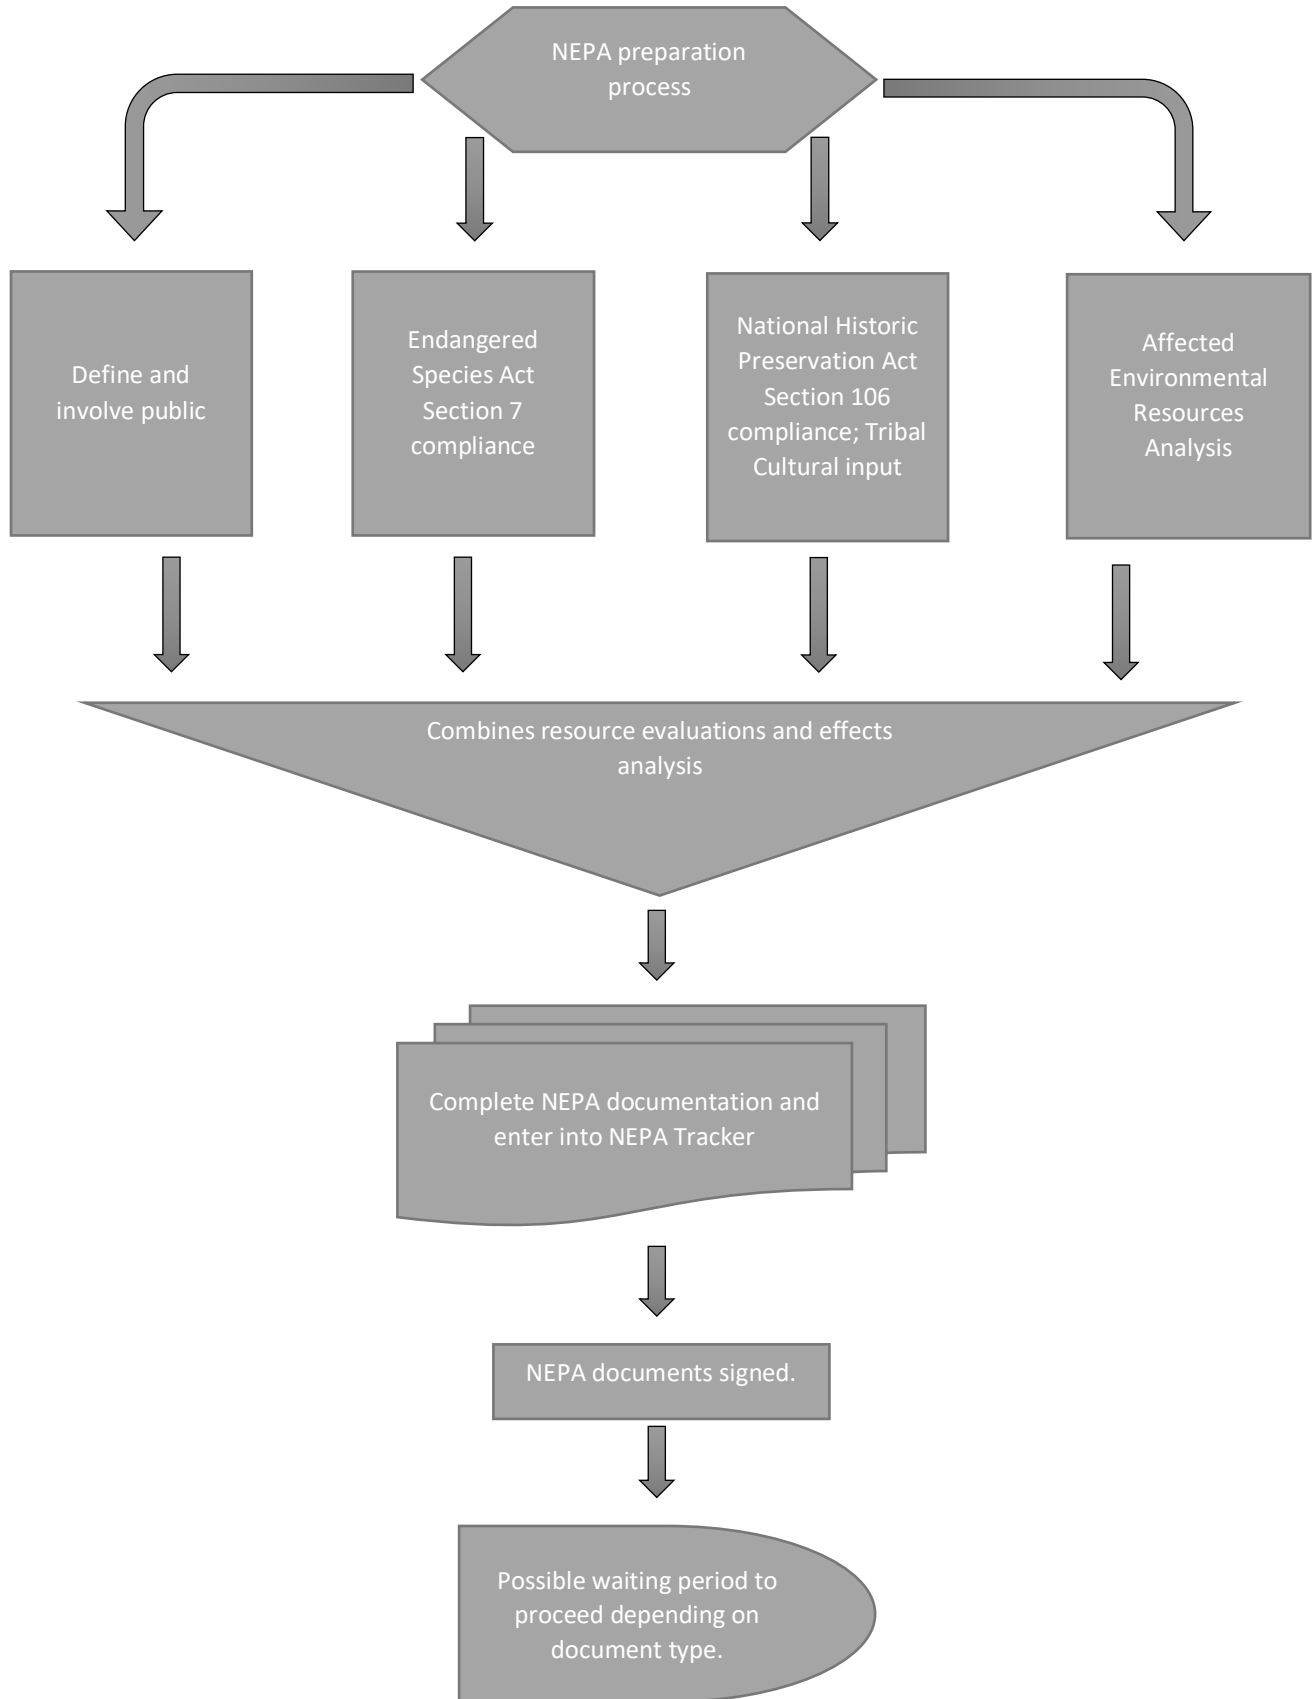 NEPA preparation
process
Define and
involve public
Endangered
Species Act
Section 7
compliance
National Historic
Preservation Act
Section 106
compliance; Tribal
Cultural input
Affected
Environmental
Resources
Analysis
Combines resource evaluations and effects
analysis
Complete NEPA documentation and
enter into NEPA Tracker
NEPA documents signed.
Possible waiting period to
proceed depending on
document type.